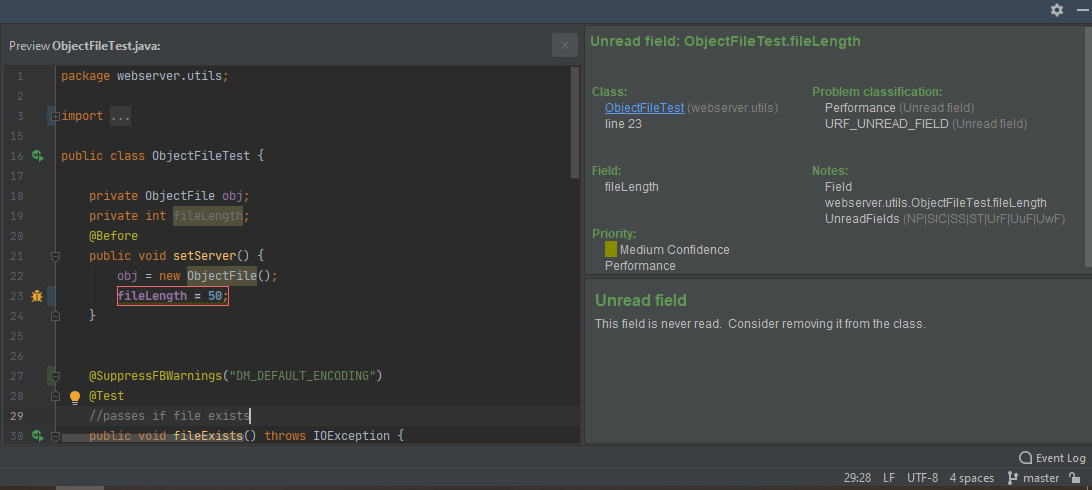 Preview ObjectFileTest.java:
1 package webserver.utils;
2
3 import ...
15
16 public class ObjectFileTest {
17
18 private ObjectFile obj;
19 private int fileLength;
20 @Before
21 public void setServer() {
22 obj = new ObjectFile();
23 fileLength = 50;
24 }
25
26
27 @SuppressFBWarnings("DM_DEFAULT_ENCODING")
28 @Test
29 //passes if file exists
30 public void fileExists() throws IOException {
Unread field: ObjectFileTest.fileLength
Class:
ObjectFileTest (webserver.utils)
line 23
Problem classification:
Performance (Unread field)
URF_UNREAD_FIELD (Unread field)
Field:
fileLength
Notes:
Field
webserver.utils.ObjectFileTest.fileLength
UnreadFields (NP|SIC|SS|ST|UrF|UuF|UwF)
Priority:
Medium Confidence
Performance
Unread field
This field is never read. Consider removing it from the class.
Event Log
29:28 LF UTF-8 4 spaces master